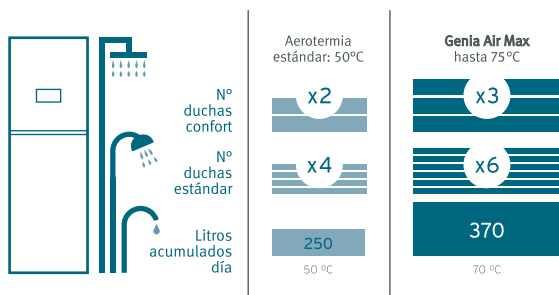 Aerotermia
estándar: 50°C
Genia Air Max
hasta 75°C
Nº
duchas
confort
x2
x3
Nº
duchas
estándar
x4
x6
Litros
acumulados
día
250
370
50 ºC
70 ºC